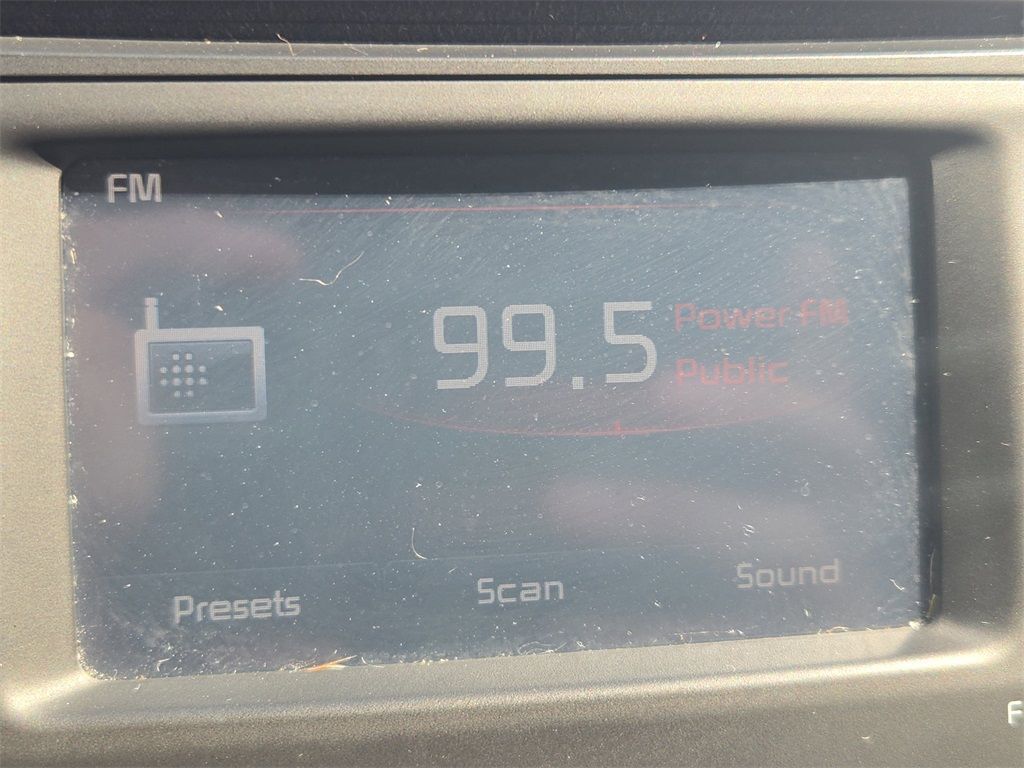 FM
99.5 Power FM
Public
Presets Scan Sound
F